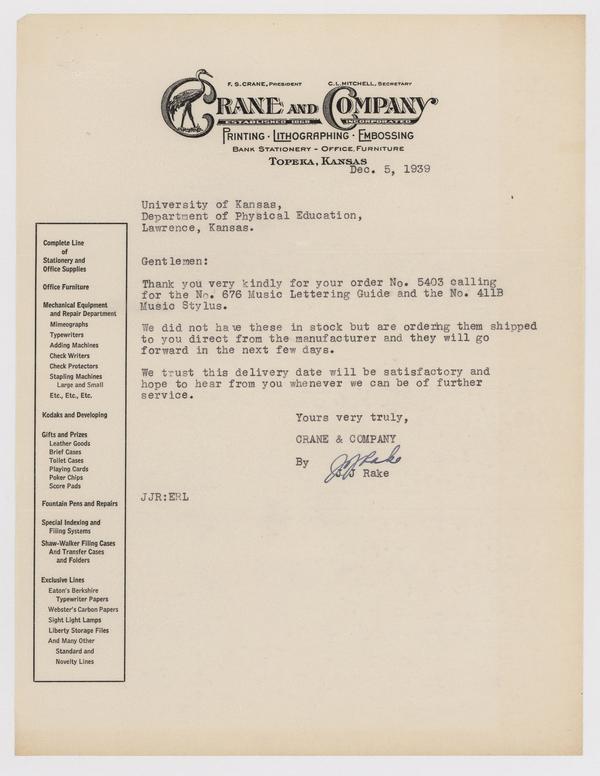 F. S. CRANE, PRESIDENT C. L. MITCHELL, SECRETARY
CRANE AND COMPANY
ESTABLISHED 1868 INCORPORATED
PRINTING · LITHOGRAPHING · EMBOSSING
BANK STATIONERY - OFFICE FURNITURE
TOPEKA, KANSAS
Dec. 5, 1939
University of Kansas,
Department of Physical Education,
Lawrence, Kansas.
Gentlemen:
Thank you very kindly for your order No. 5403 calling
for the No. 676 Music Lettering Guide and the No. 411B
Music Stylus.
We did not have these in stock but are ordering them shipped
to you direct from the manufacturer and they will go
forward in the next few days.
We trust this delivery date will be satisfactory and
hope to hear from you whenever we can be of further
service.
Yours very truly,
CRANE & COMPANY
By JJRake
J J Rake
JJR:ERL
Complete Line
of
Stationery and
Office Supplies
Office Furniture
Mechanical Equipment
and Repair Department
Mimeographs
Typewriters
Adding Machines
Check Writers
Check Protectors
Stapling Machines
Large and Small
Etc., Etc., Etc.
Kodaks and Developing
Gifts and Prizes
Leather Goods
Brief Cases
Toilet Cases
Playing Cards
Poker Chips
Score Pads
Fountain Pens and Repairs
Special Indexing and
Filing Systems
Shaw-Walker Filing Cases
And Transfer Cases
and Folders
Exclusive Lines
Eaton's Berkshire
Typewriter Papers
Webster's Carbon Papers
Sight Light Lamps
Liberty Storage Files
And Many Other
Standard and
Novelty Lines